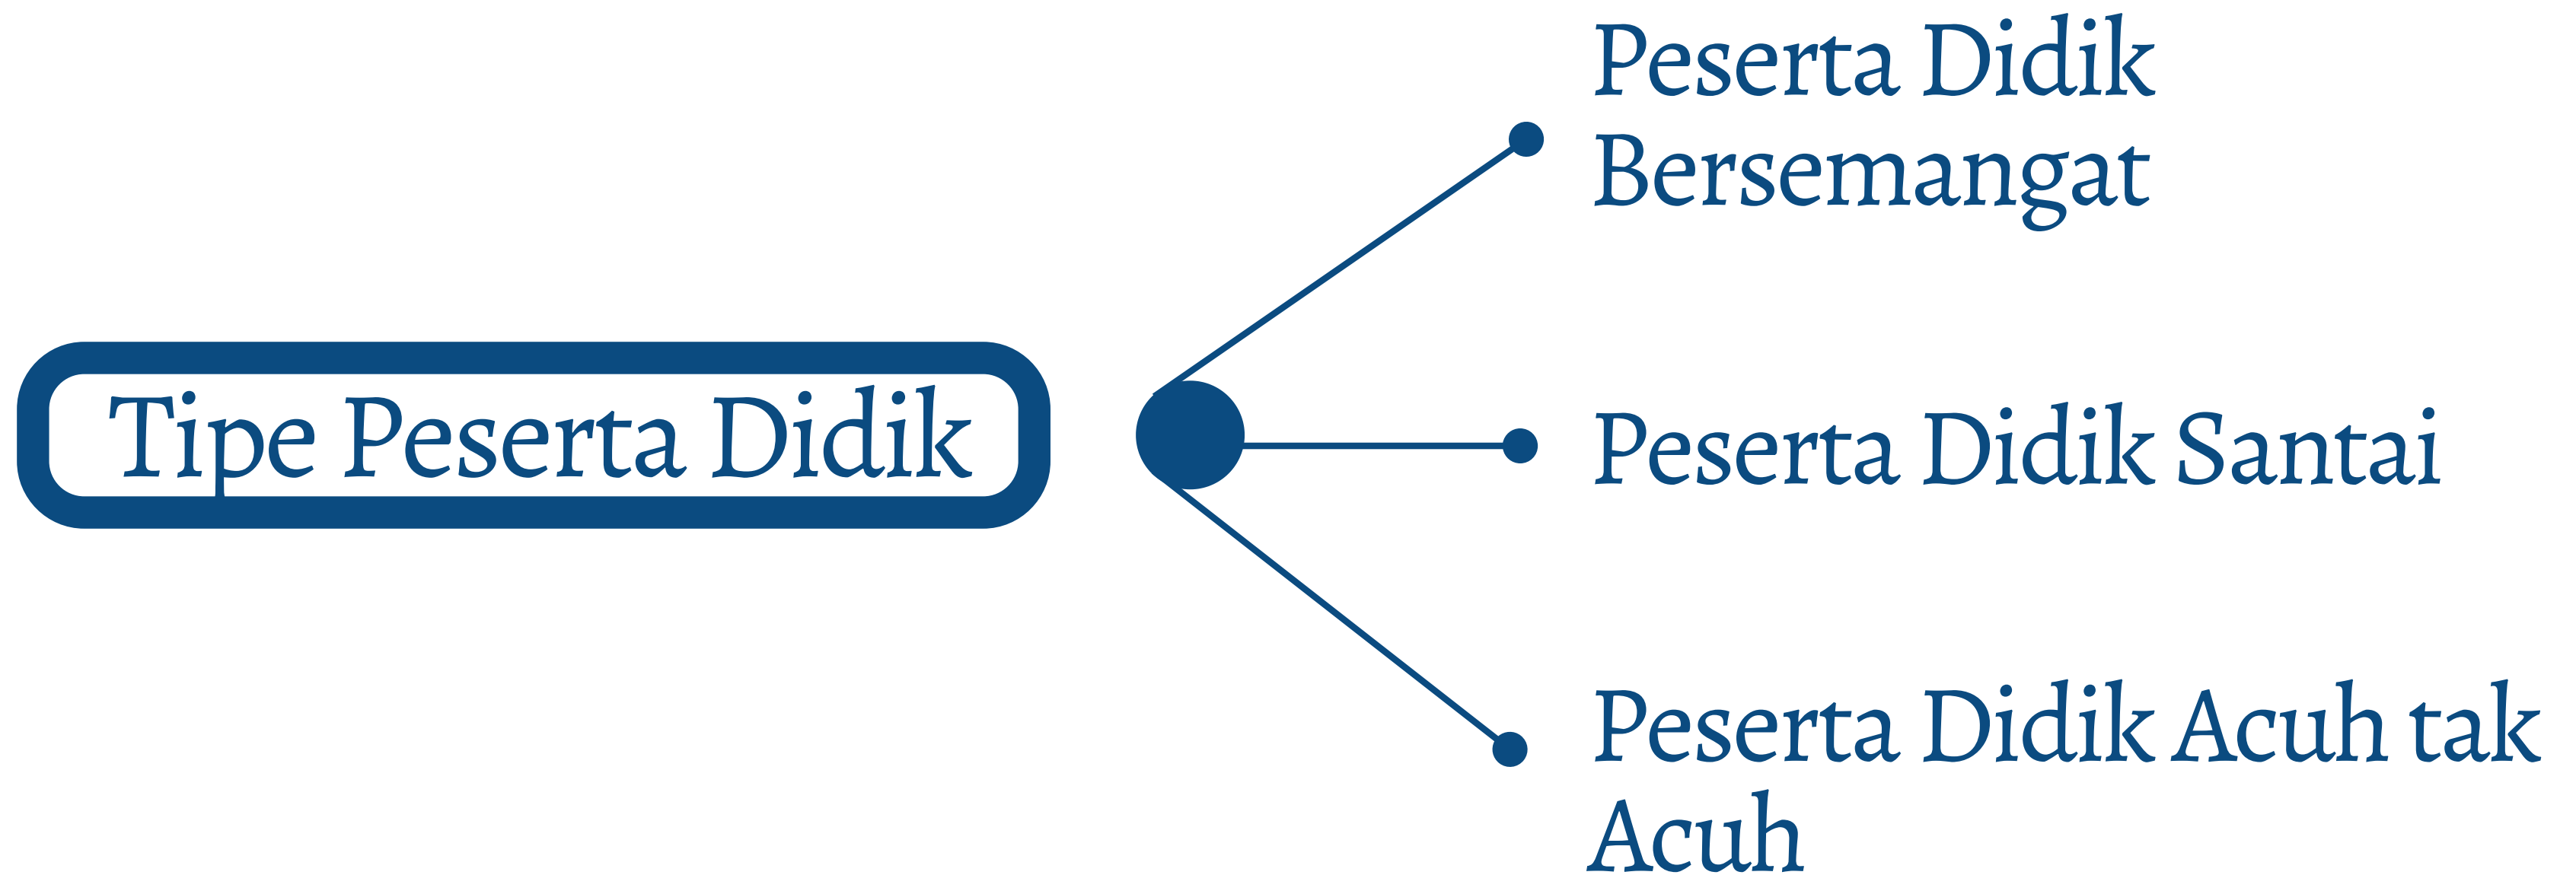 Tipe Peserta Didik
Peserta Didik
Bersemangat
Peserta Didik Santai
Peserta Didik Acuh tak
Acuh